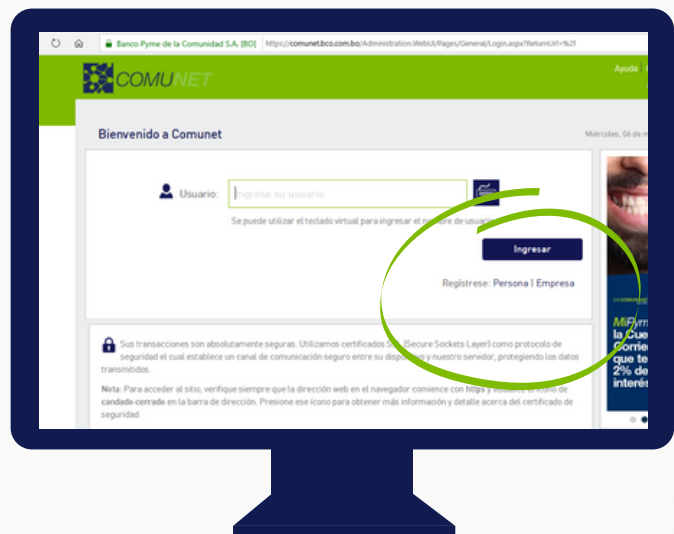 Banco Pyme de la Comunidad S.A. [BO] https://comunet.bco.com.bo/Administration.WebUI/Pages/General/Login.aspx?ReturnUrl=%2f
COMUNET
Ayuda
Bienvenido a Comunet
Miércoles, 06 de m
Usuario:
Ingrese su usuario
Se puede utilizar el teclado virtual para ingresar el nombre de usuario
Ingresar
Regístrese: Persona | Empresa
MiPym
la Cue
Corrie
que te
2% de
interés
Sus transacciones son absolutamente seguras. Utilizamos certificados SSL (Secure Sockets Layer) como protocolo de
seguridad el cual establece un canal de comunicación seguro entre su dispositivo y nuestro servidor, protegiendo los datos
transmitidos.
Nota: Para acceder al sitio, verifique siempre que la dirección web en el navegador comience con https y visualice el ícono de
candado cerrado en la barra de dirección. Presione ese ícono para obtener más información y detalle acerca del certificado de
seguridad.